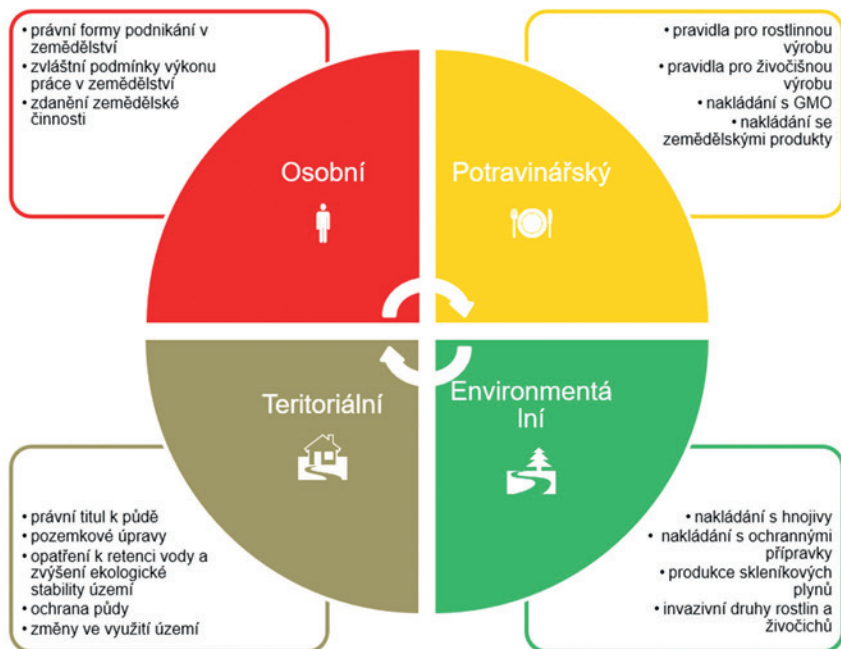 • právní formy podnikání v
zemědělství
• zvláštní podmínky výkonu
práce v zemědělství
• zdanění zemědělské
činnosti
• pravidla pro rostlinnou
výrobu
• pravidla pro živočišnou
výrobu
• nakládání s GMO
• nakládání se
zemědělskými produkty
Osobní
Potravinářský
Teritoriální
Environmentá
lní
• právní titul k půdě
• pozemkové úpravy
• opatření k retenci vody a
zvýšení ekologické
stability území
• ochrana půdy
• změny ve využití území
• nakládání s hnojivy
• nakládání s ochrannými
přípravky
• produkce skleníkových
plynů
• invazivní druhy rostlin a
živočichů